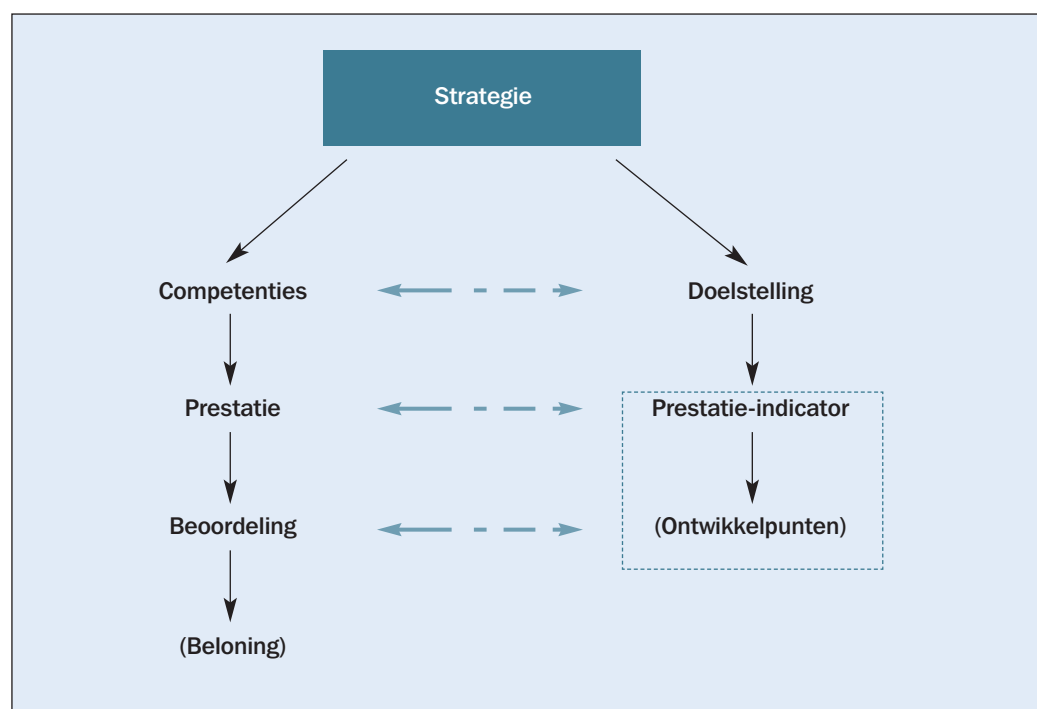 Strategie
Competenties
Doelstelling
Prestatie
Prestatie-indicator
Beoordeling
(Ontwikkelpunten)
(Beloning)